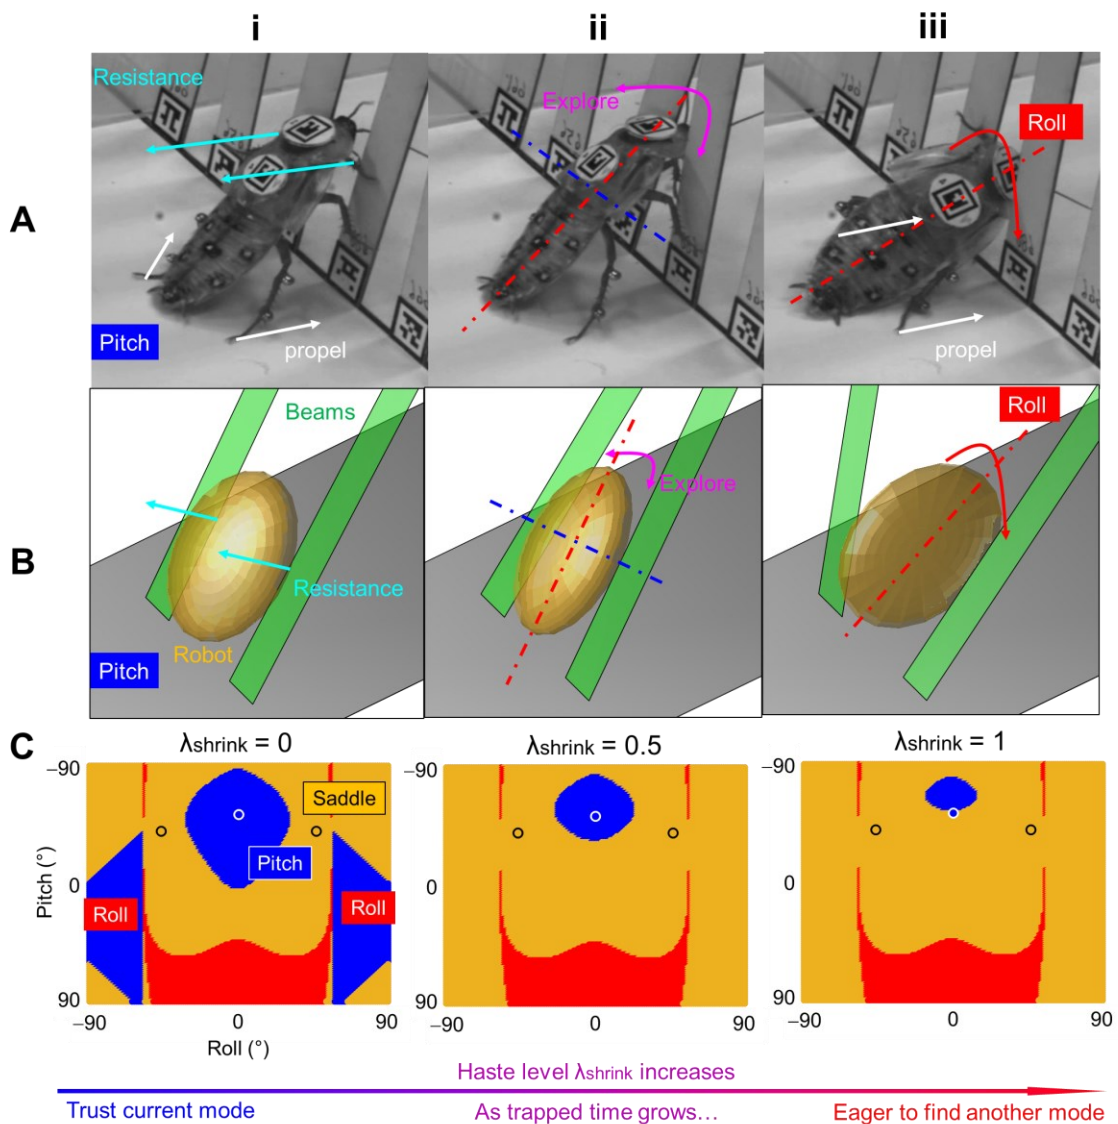 i
ii
iii
A
Resistance
Pitch
propel
Explore
Roll
propel
B
Beams
Resistance
Robot
Pitch
Explore
Roll
C
λshrink = 0
λshrink = 0.5
λshrink = 1
−90
Saddle
Pitch
0
Roll
Roll
90
−90
0
90
Pitch (°)
Roll (°)
−90
0
90
−90
0
90
−90
0
90
−90
0
90
Haste level λshrink increases
Trust current mode
As trapped time grows...
Eager to find another mode